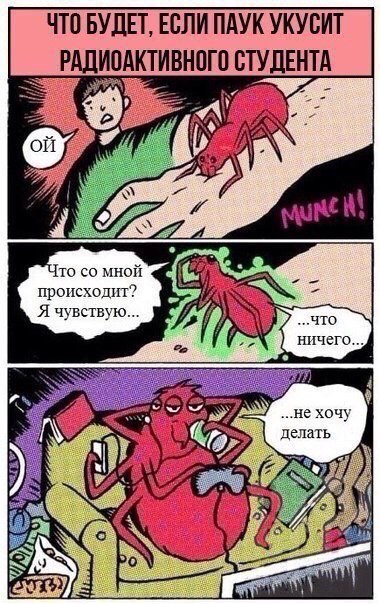 ЧТО БУДЕТ, ЕСЛИ ПАУК УКУСИТ
РАДИОАКТИВНОГО СТУДЕНТА
ОЙ
MUNCH!
Что со мной
происходит?
Я чувствую...
...что
ничего...
...не хочу
делать